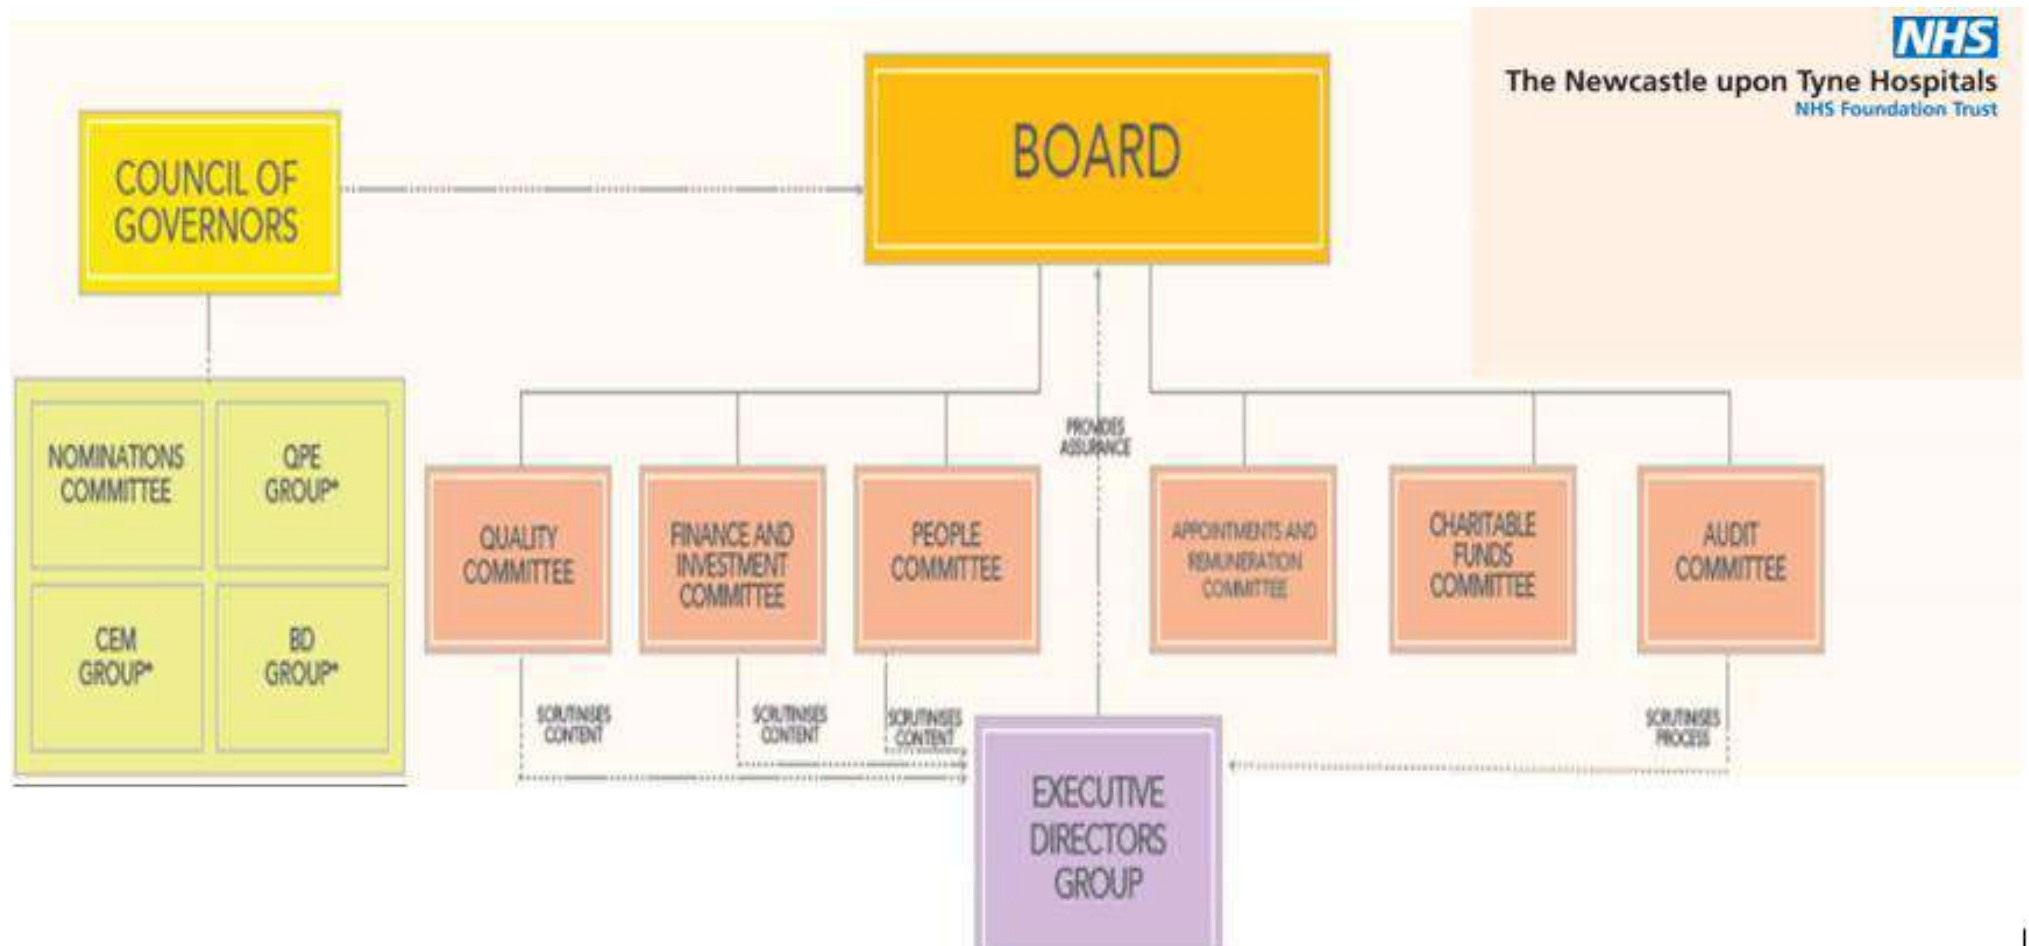 NHS
The Newcastle upon Tyne Hospitals
NHS Foundation Trust
BOARD
COUNCIL OF
GOVERNORS
NOMINATIONS
COMMITTEE
QPE
GROUP*
CEM
GROUP*
BD
GROUP*
PROVIDES
ASSURANCE
QUALITY
COMMITTEE
FINANCE AND
INVESTMENT
COMMITTEE
PEOPLE
COMMITTEE
APPOINTMENTS AND
REMUNERATION
COMMITTEE
CHARITABLE
FUNDS
COMMITTEE
AUDIT
COMMITTEE
SCRUTINISES
CONTENT
SCRUTINISES
CONTENT
SCRUTINISES
CONTENT
SCRUTINISES
PROCESS
EXECUTIVE
DIRECTORS
GROUP